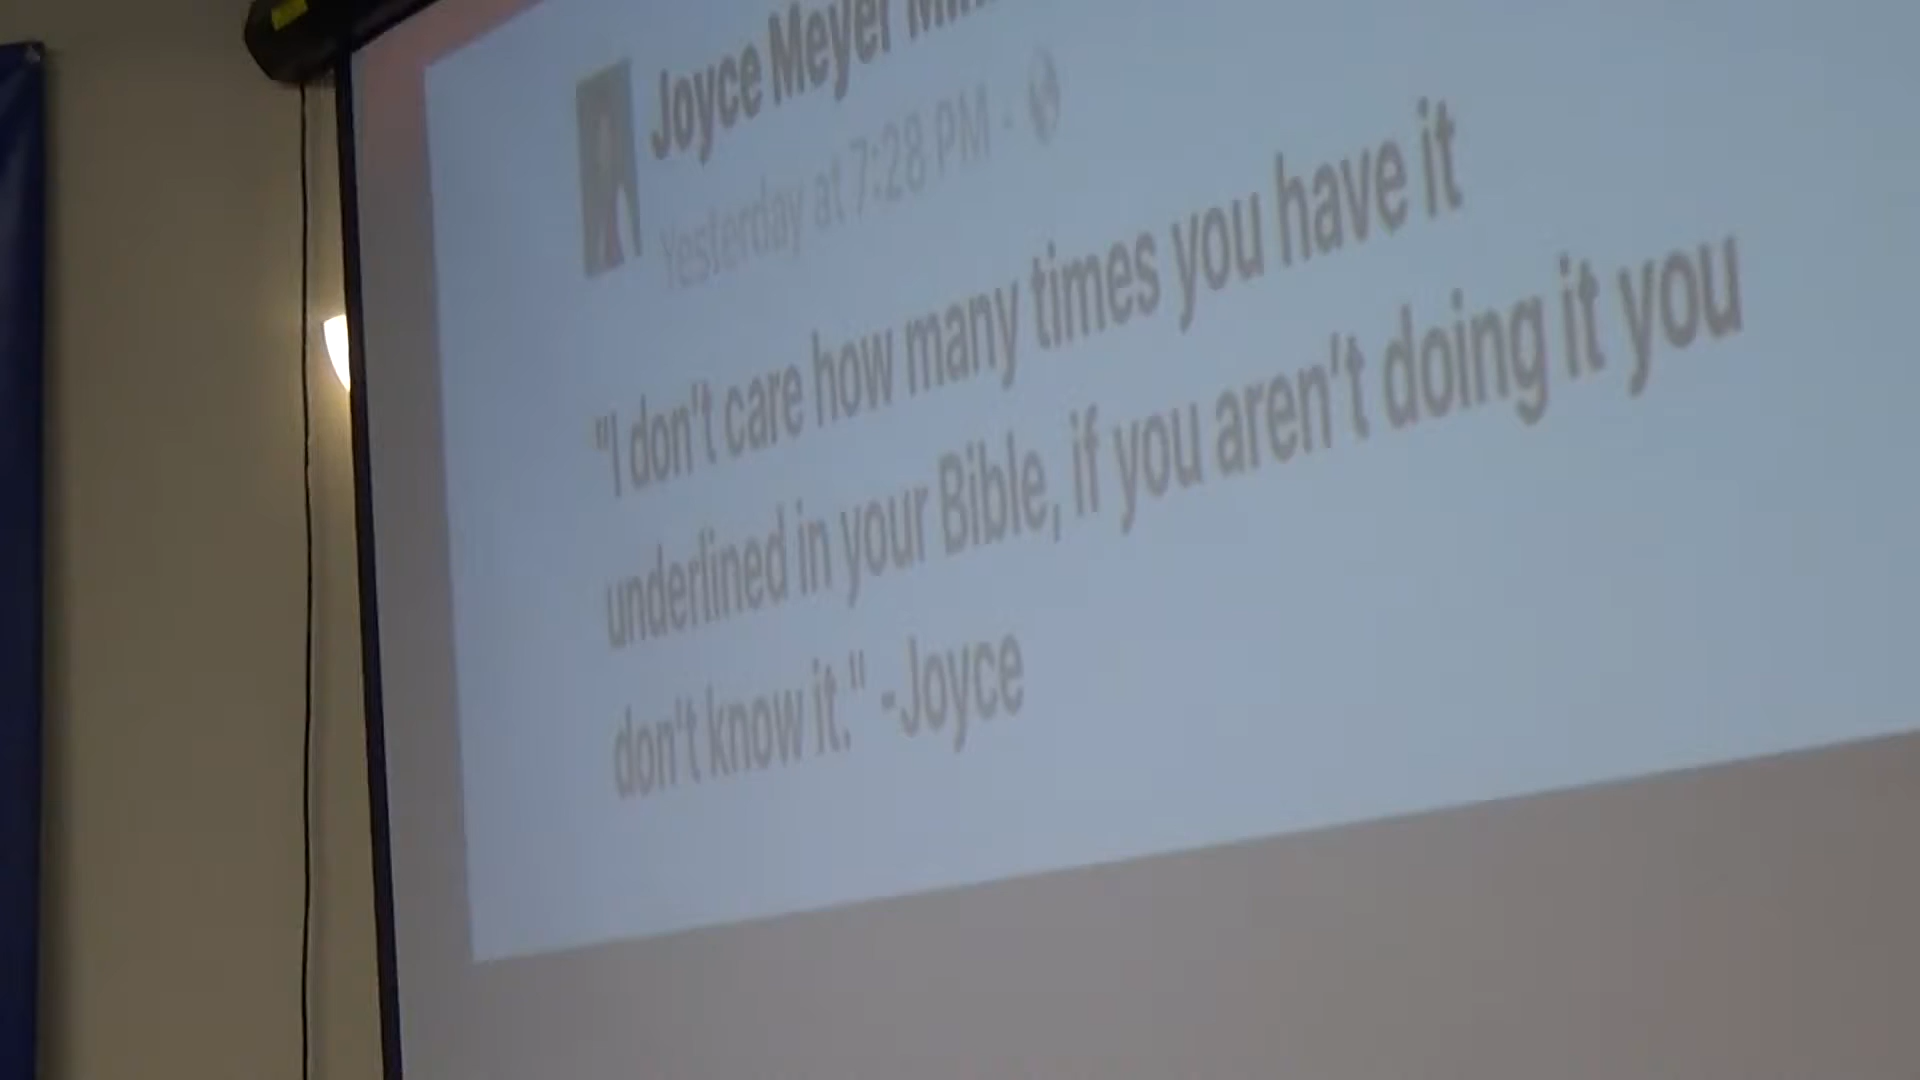 Joyce Meyer
Yesterday at 7:28 PM ·
"I don't care how many times you have it
underlined in your Bible, if you aren't doing it you
don't know it." -Joyce